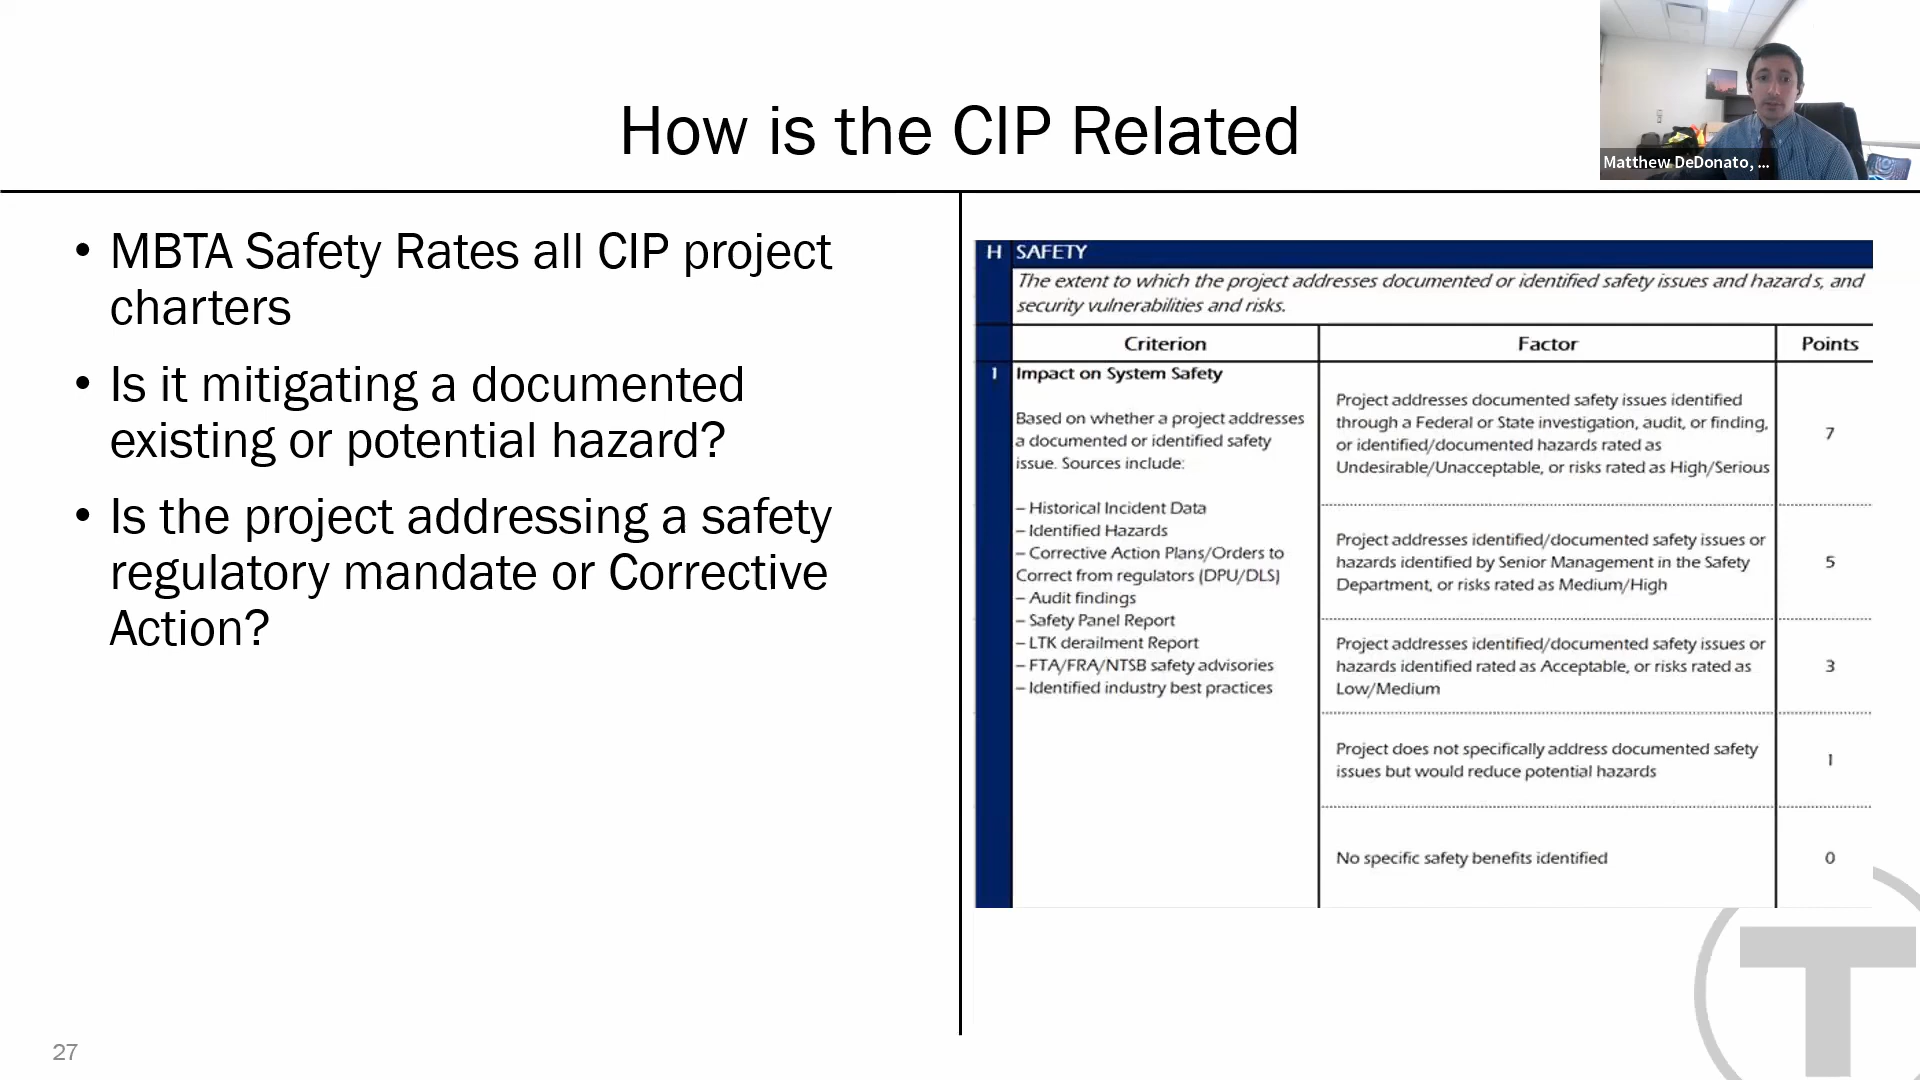 How is the CIP Related
Matthew DeDonato, ...
• MBTA Safety Rates all CIP project
charters
• Is it mitigating a documented
existing or potential hazard?
• Is the project addressing a safety
regulatory mandate or Corrective
Action?
H SAFETY
The extent to which the project addresses documented or identified safety issues and hazards, and
security vulnerabilities and risks.
Criterion Factor Points
1 Impact on System Safety
Based on whether a project addresses
a documented or identified safety
issue. Sources include:
– Historical Incident Data
– Identified Hazards
– Corrective Action Plans/Orders to
Correct from regulators (DPU/DLS)
– Audit findings
– Safety Panel Report
– LTK derailment Report
– FTA/FRA/NTSB safety advisories
– Identified industry best practices
Project addresses documented safety issues identified
through a Federal or State investigation, audit, or finding,
or identified/documented hazards rated as
Undesirable/Unacceptable, or risks rated as High/Serious
7
Project addresses identified/documented safety issues or
hazards identified by Senior Management in the Safety
Department, or risks rated as Medium/High
5
Project addresses identified/documented safety issues or
hazards identified rated as Acceptable, or risks rated as
Low/Medium
3
Project does not specifically address documented safety
issues but would reduce potential hazards
1
No specific safety benefits identified
0
T
27